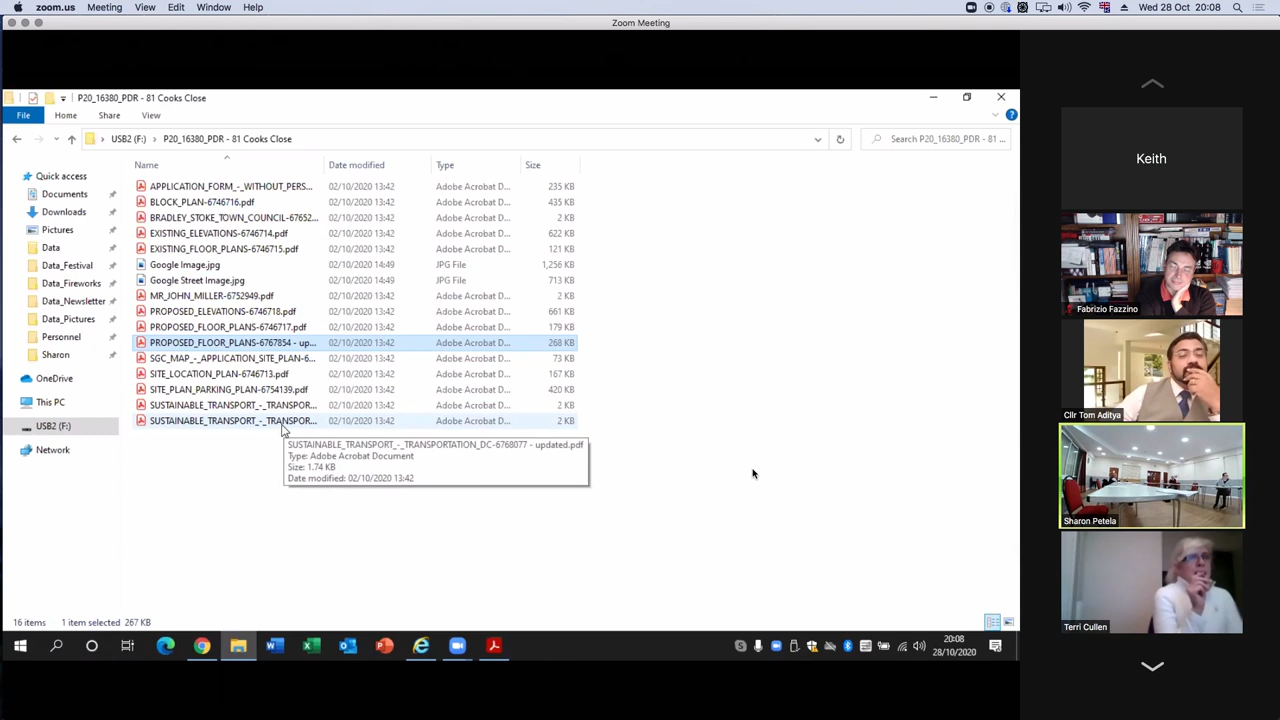 zoom.us Meeting View Edit Window Help Wed 28 Oct 20:08
Zoom Meeting
P20_16380_PDR - 81 Cooks Close
File Home Share View
USB2 (F:) P20_16380_PDR - 81 Cooks Close Search P20_16380_PDR - 81 ...
Name Date modified Type Size
Quick access
Documents
Downloads
Pictures
Data
Data_Festival
Data_Fireworks
Data_Newsletter
Data_Pictures
Personnel
Sharon
OneDrive
This PC
USB2 (F:)
Network
APPLICATION_FORM_-_WITHOUT_PERS... 02/10/2020 13:42 Adobe Acrobat D... 235 KB
BLOCK_PLAN-6746716.pdf 02/10/2020 13:42 Adobe Acrobat D... 435 KB
BRADLEY_STOKE_TOWN_COUNCIL-67652... 02/10/2020 13:42 Adobe Acrobat D... 2 KB
EXISTING_ELEVATIONS-6746714.pdf 02/10/2020 13:42 Adobe Acrobat D... 622 KB
EXISTING_FLOOR_PLANS-6746715.pdf 02/10/2020 13:42 Adobe Acrobat D... 121 KB
Google Image.jpg 02/10/2020 14:49 JPG File 1,256 KB
Google Street Image.jpg 02/10/2020 14:49 JPG File 713 KB
MR_JOHN_MILLER-6752949.pdf 02/10/2020 13:42 Adobe Acrobat D... 2 KB
PROPOSED_ELEVATIONS-6746718.pdf 02/10/2020 13:42 Adobe Acrobat D... 661 KB
PROPOSED_FLOOR_PLANS-6746717.pdf 02/10/2020 13:42 Adobe Acrobat D... 179 KB
PROPOSED_FLOOR_PLANS-6767854 - up... 02/10/2020 13:42 Adobe Acrobat D... 268 KB
SGC_MAP_-_APPLICATION_SITE_PLAN-6... 02/10/2020 13:42 Adobe Acrobat D... 73 KB
SITE_LOCATION_PLAN-6746713.pdf 02/10/2020 13:42 Adobe Acrobat D... 167 KB
SITE_PLAN_PARKING_PLAN-6754139.pdf 02/10/2020 13:42 Adobe Acrobat D... 420 KB
SUSTAINABLE_TRANSPORT_-_TRANSPOR... 02/10/2020 13:42 Adobe Acrobat D... 2 KB
SUSTAINABLE_TRANSPORT_-_TRANSPOR... 02/10/2020 13:42 Adobe Acrobat D... 2 KB
SUSTAINABLE_TRANSPORT_-_TRANSPORTATION_DC-6768077 - updated.pdf
Type: Adobe Acrobat Document
Size: 1.74 KB
Date modified: 02/10/2020 13:42
16 items 1 item selected 267 KB
20:08
28/10/2020
Keith
Fabrizio Fazzino
Cllr Tom Aditya
Sharon Petela
Terri Cullen